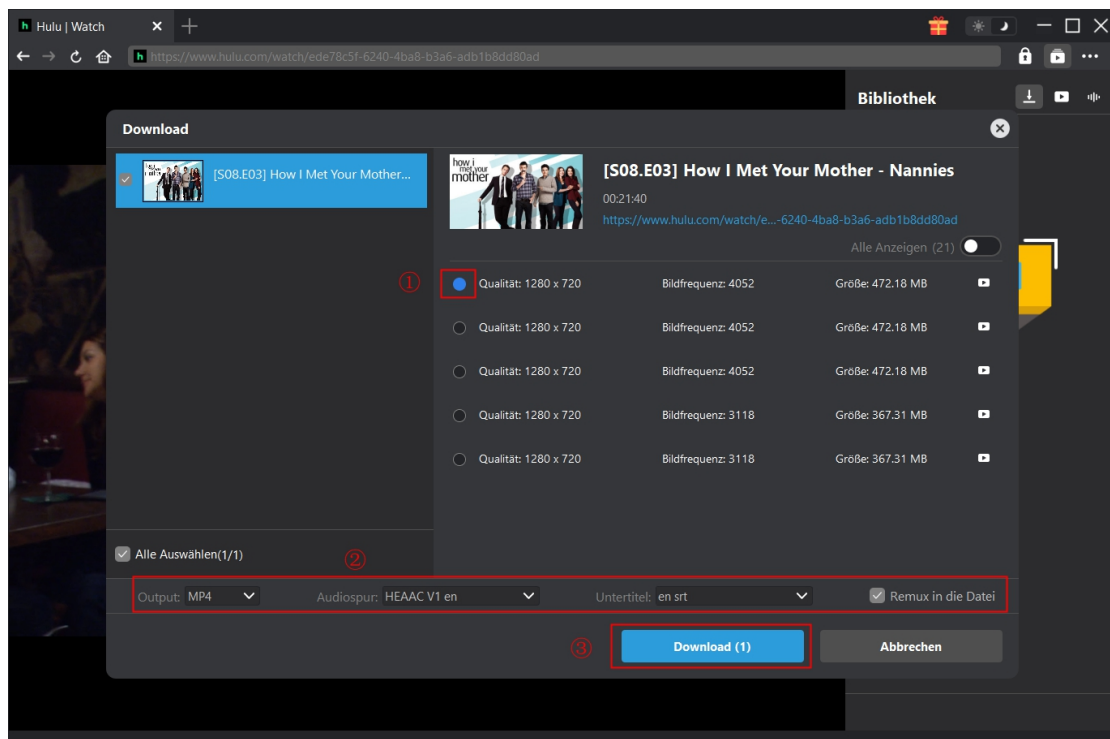 h Hulu | Watch
h https://www.hulu.com/watch/ede78c5f-6240-4ba8-b3a6-adb1b8dd80ad
Bibliothek
Download
[S08.E03] How I Met Your Mother...
how i met your mother
[S08.E03] How I Met Your Mother - Nannies
00:21:40
https://www.hulu.com/watch/e...-6240-4ba8-b3a6-adb1b8dd80ad
Alle Anzeigen (21)
① Qualität: 1280 x 720 Bildfrequenz: 4052 Größe: 472.18 MB
Qualität: 1280 x 720 Bildfrequenz: 4052 Größe: 472.18 MB
Qualität: 1280 x 720 Bildfrequenz: 4052 Größe: 472.18 MB
Qualität: 1280 x 720 Bildfrequenz: 3118 Größe: 367.31 MB
Qualität: 1280 x 720 Bildfrequenz: 3118 Größe: 367.31 MB
Alle Auswählen(1/1)
②
Output: MP4 Audiospur: HEAAC V1 en Untertitel: en srt Remux in die Datei
③ Download (1) Abbrechen